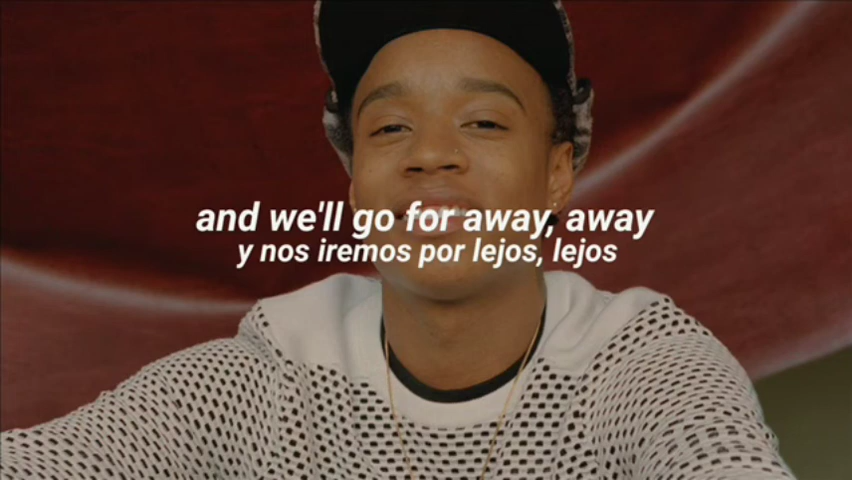 and we'll go for away, away
y nos iremos por lejos, lejos